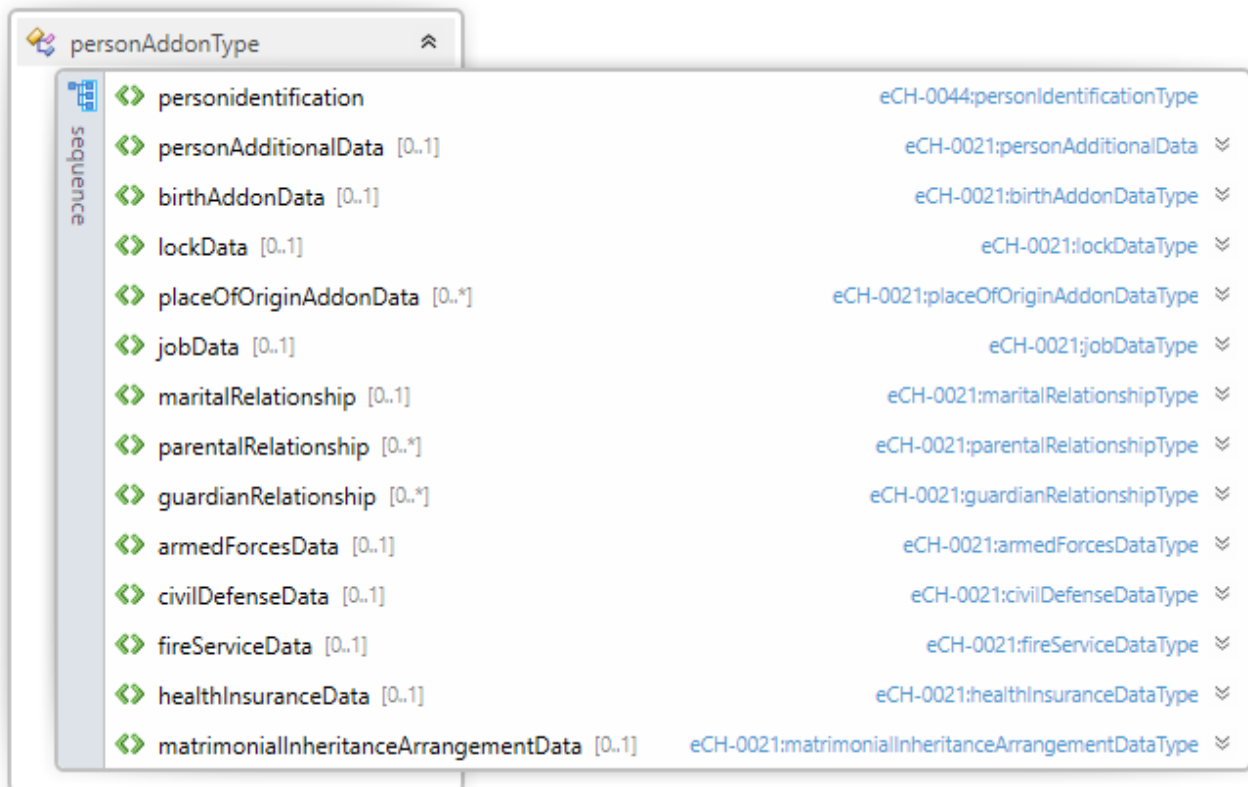 personAddonType
sequence
personidentification eCH-0044:personIdentificationType
personAdditionalData [0..1] eCH-0021:personAdditionalData
birthAddonData [0..1] eCH-0021:birthAddonDataType
lockData [0..1] eCH-0021:lockDataType
placeOfOriginAddonData [0..*] eCH-0021:placeOfOriginAddonDataType
jobData [0..1] eCH-0021:jobDataType
maritalRelationship [0..1] eCH-0021:maritalRelationshipType
parentalRelationship [0..*] eCH-0021:parentalRelationshipType
guardianRelationship [0..*] eCH-0021:guardianRelationshipType
armedForcesData [0..1] eCH-0021:armedForcesDataType
civilDefenseData [0..1] eCH-0021:civilDefenseDataType
fireServiceData [0..1] eCH-0021:fireServiceDataType
healthInsuranceData [0..1] eCH-0021:healthInsuranceDataType
matrimonialInheritanceArrangementData [0..1] eCH-0021:matrimonialInheritanceArrangementDataType